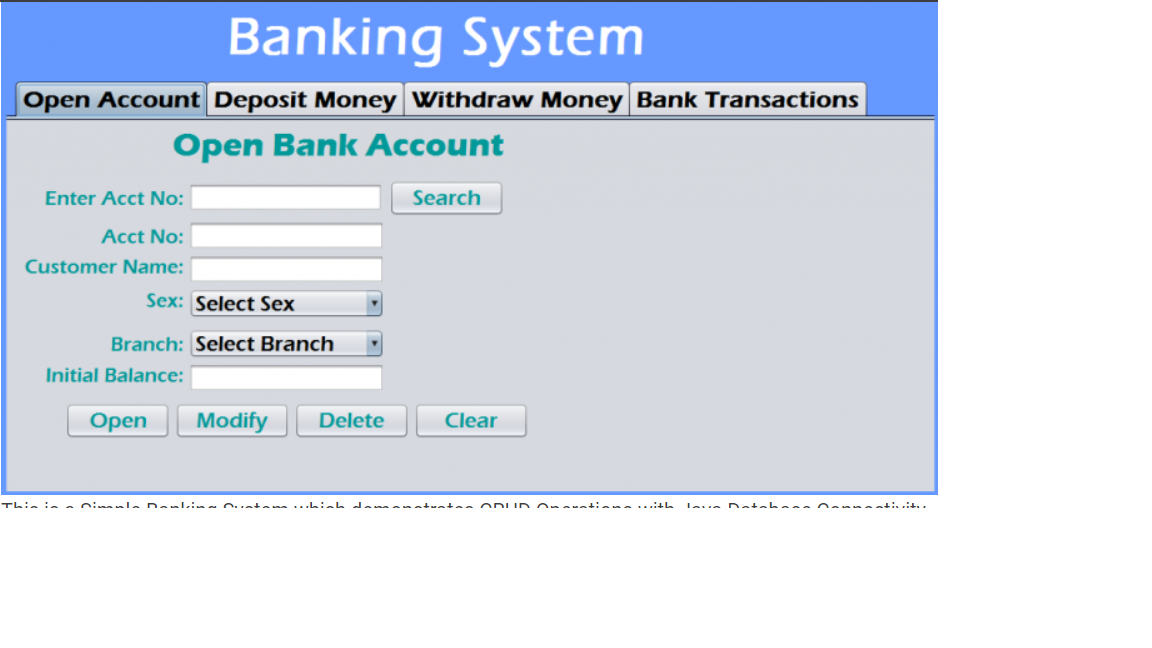 Banking System
Open Account Deposit Money Withdraw Money Bank Transactions
Open Bank Account
Enter Acct No: Search
Acct No:
Customer Name:
Sex: Select Sex
Branch: Select Branch
Initial Balance:
Open Modify Delete Clear
This is a Simple Banking System which demonstrates CRUD Operations with Java Database Connectivity